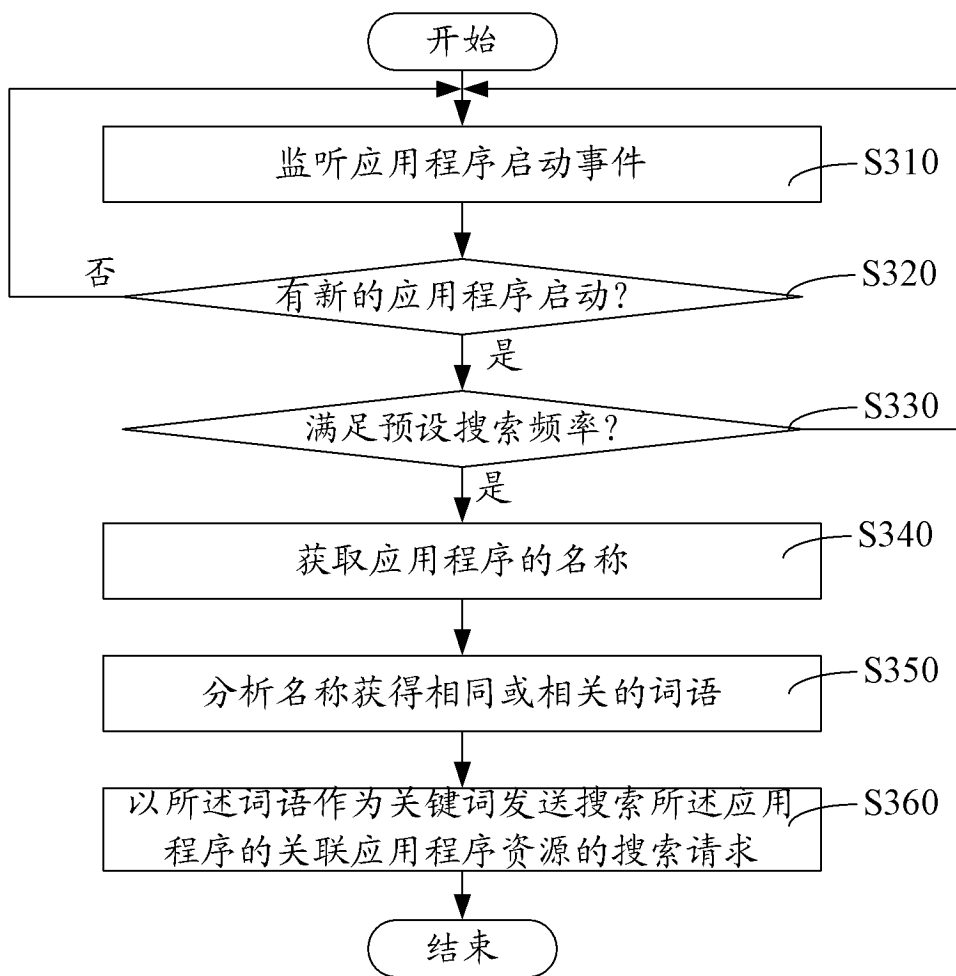 开始
监听应用程序启动事件
S310
否
有新的应用程序启动?
S320
是
满足预设搜索频率?
S330
是
获取应用程序的名称
S340
分析名称获得相同或相关的词语
S350
以所述词语作为关键词发送搜索所述应用
程序的关联应用程序资源的搜索请求
S360
结束